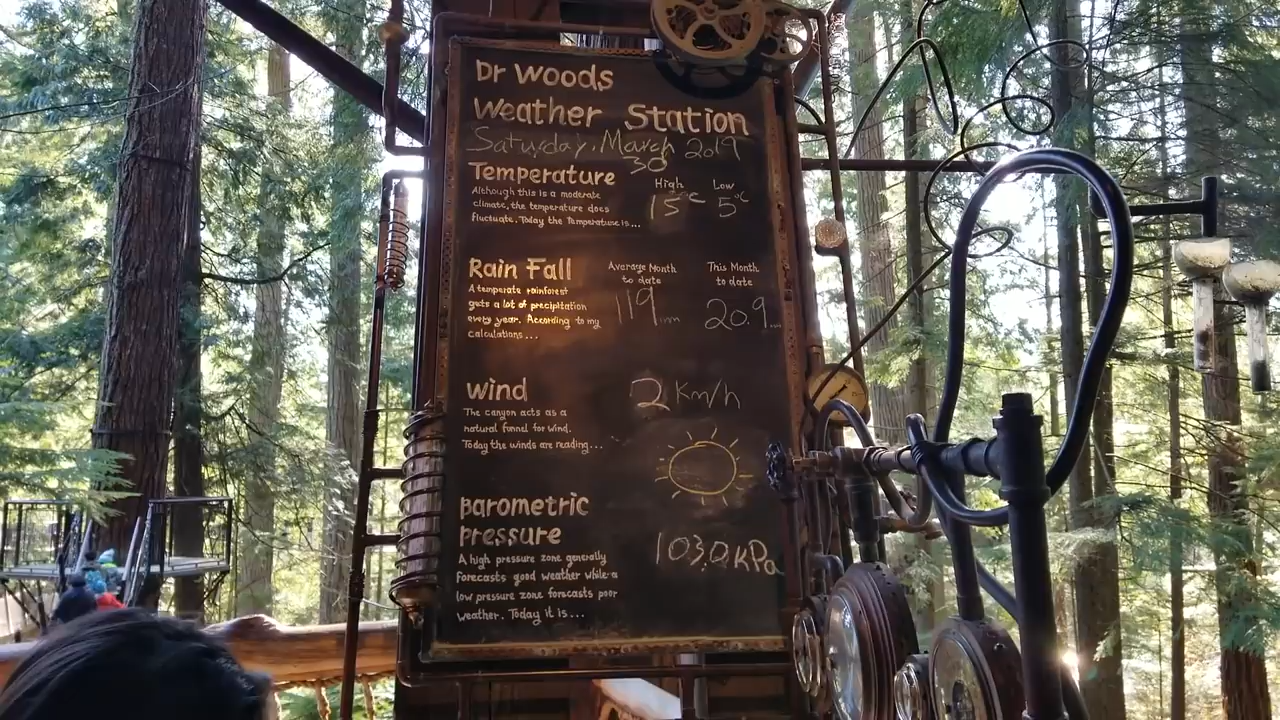 Dr Woods
Weather Station
Saturday, March 30 2019
Temperature
Although this is a moderate
climate, the temperature does
fluctuate. Today the Temperature is...
High Low
15°C 5°C
Rain Fall
A temperate rainforest
gets a lot of precipitation
every year. According to my
calculations...
Average Month
to date
119mm
This Month
to date
20.9
Wind
The canyon acts as a
natural funnel for wind.
Today the winds are reading...
2 Km/h
Barometric
Pressure
A high pressure zone generally
forecasts good weather while a
low pressure zone forecasts poor
weather. Today it is...
103.0 kPa